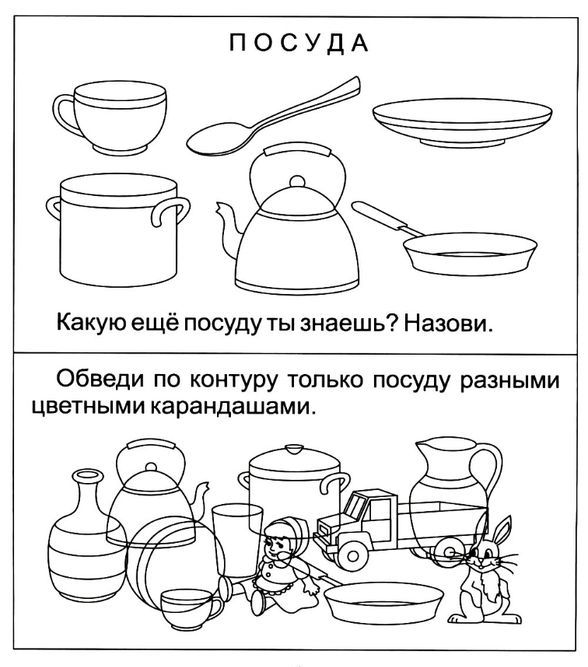 ПОСУДА
Какую ещё посуду ты знаешь? Назови.
Обведи по контуру только посуду разными
цветными карандашами.